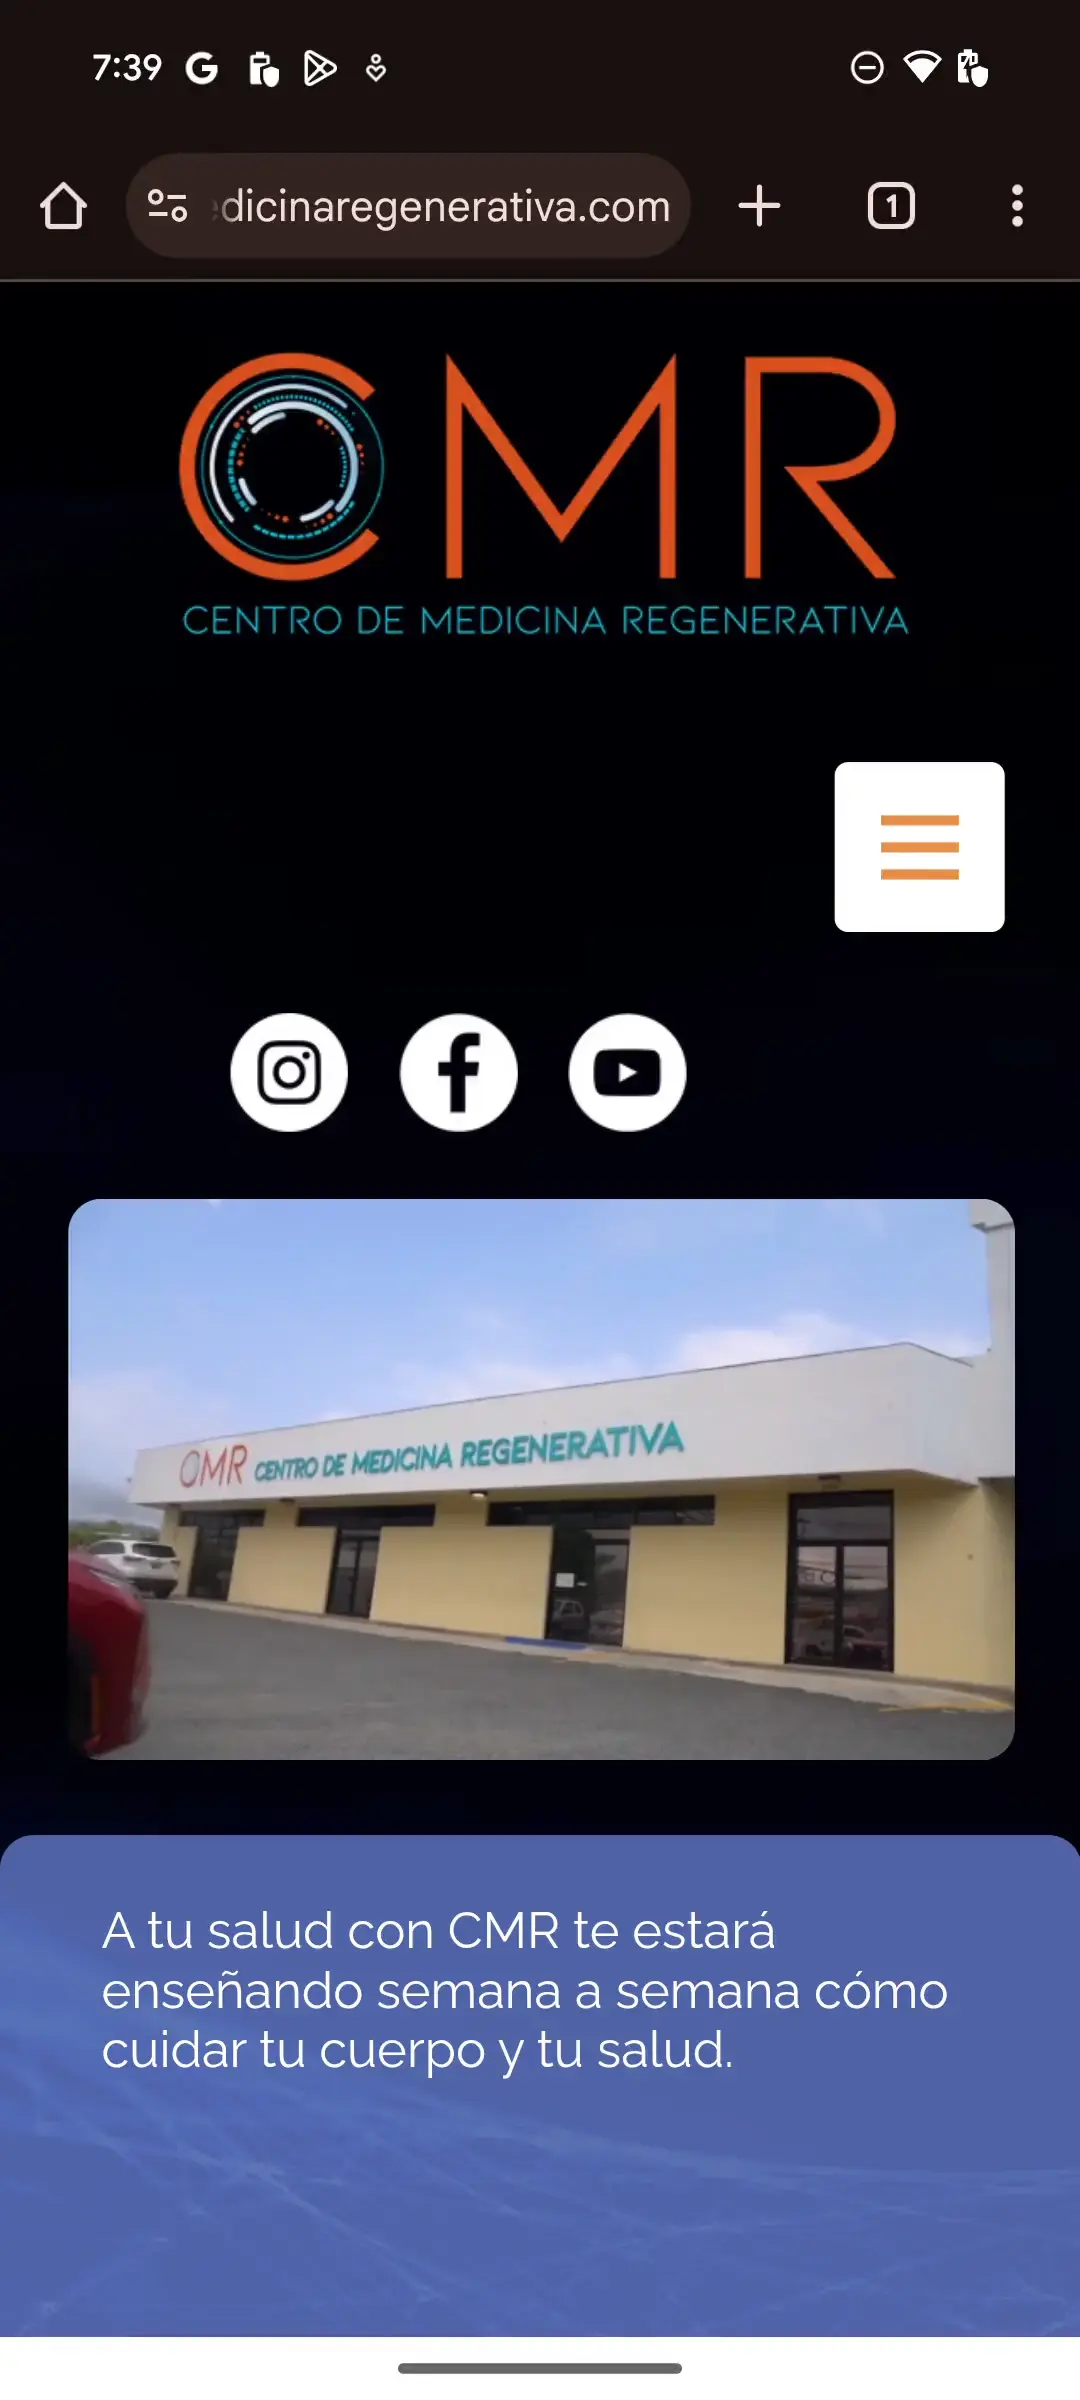 7:39
dicinaregenerativa.com
1
CMR
CENTRO DE MEDICINA REGENERATIVA
CMR CENTRO DE MEDICINA REGENERATIVA
A tu salud con CMR te estará
enseñando semana a semana cómo
cuidar tu cuerpo y tu salud.